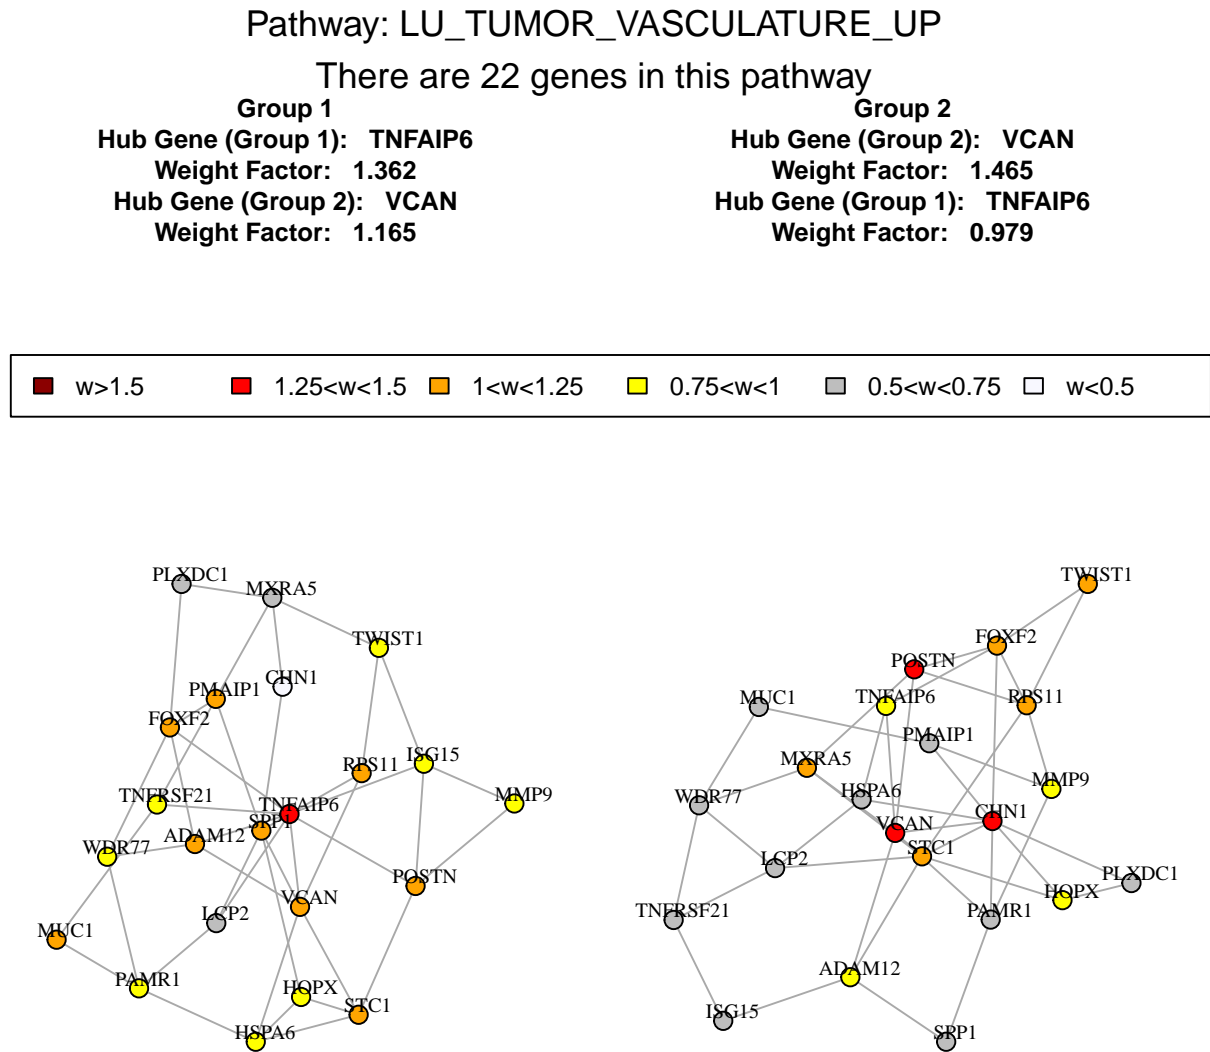 Pathway: LU_TUMOR_VASCULATURE_UP
There are 22 genes in this pathway
Group 1
Hub Gene (Group 1): TNFAIP6
Weight Factor: 1.362
Hub Gene (Group 2): VCAN
Weight Factor: 1.165
Group 2
Hub Gene (Group 2): VCAN
Weight Factor: 1.465
Hub Gene (Group 1): TNFAIP6
Weight Factor: 0.979
w>1.5 1.25<w<1.5 1<w<1.25 0.75<w<1 0.5<w<0.75 w<0.5
PLXDC1
MXRA5
TWIST1
CHN1
PMAIP1
FOXF2
ISG15
RPS11
TNFRSF21
TNFAIP6
MMP9
SPP1
ADAM12
WDR77
POSTN
VCAN
LCP2
MUC1
PAMR1
HOPX
STC1
HSPA6
TWIST1
FOXF2
POSTN
MUC1
TNFAIP6
RPS11
PMAIP1
MXRA5
MMP9
HSPA6
WDR77
CHN1
VCAN
STC1
LCP2
PLXDC1
HOPX
TNFRSF21
PAMR1
ADAM12
ISG15
SPP1